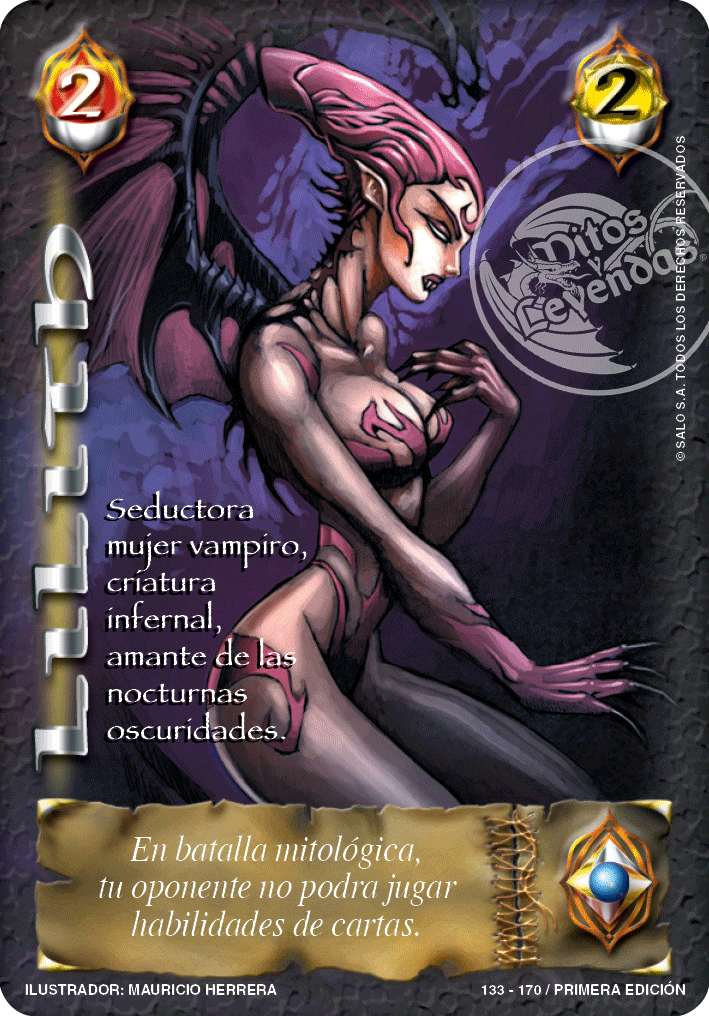 2
2
Mitos
y
Leyendas
®
© SALO S.A. TODOS LOS DERECHOS RESERVADOS
Lilith
Seductora
mujer vampiro,
criatura
infernal,
amante de las
nocturnas
oscuridades.
En batalla mitológica,
tu oponente no podra jugar
habilidades de cartas.
ILUSTRADOR: MAURICIO HERRERA
133 - 170 / PRIMERA EDICIÓN